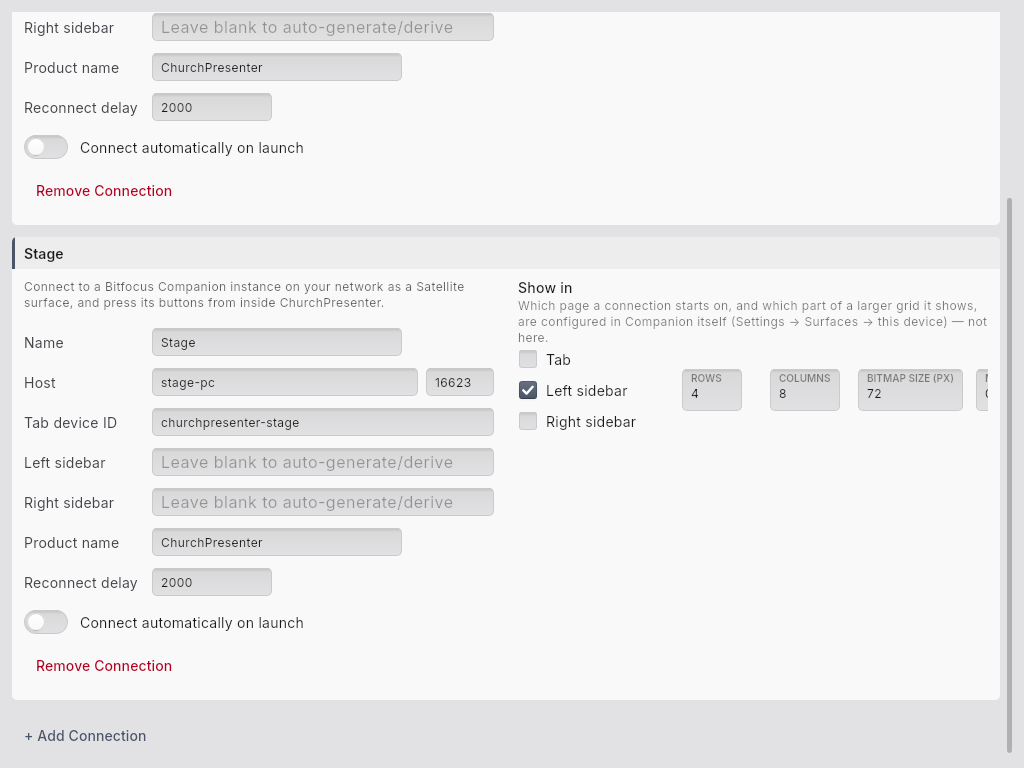 Right sidebar
Leave blank to auto-generate/derive
Product name
ChurchPresenter
Reconnect delay
2000
Connect automatically on launch
Remove Connection
Stage
Connect to a Bitfocus Companion instance on your network as a Satellite
surface, and press its buttons from inside ChurchPresenter.
Name
Stage
Host
stage-pc
16623
Tab device ID
churchpresenter-stage
Left sidebar
Leave blank to auto-generate/derive
Right sidebar
Leave blank to auto-generate/derive
Product name
ChurchPresenter
Reconnect delay
2000
Connect automatically on launch
Remove Connection
Show in
Which page a connection starts on, and which part of a larger grid it shows,
are configured in Companion itself (Settings → Surfaces → this device) — not
here.
Tab
Left sidebar
ROWS
4
COLUMNS
8
BITMAP SIZE (PX)
72
Right sidebar
+ Add Connection